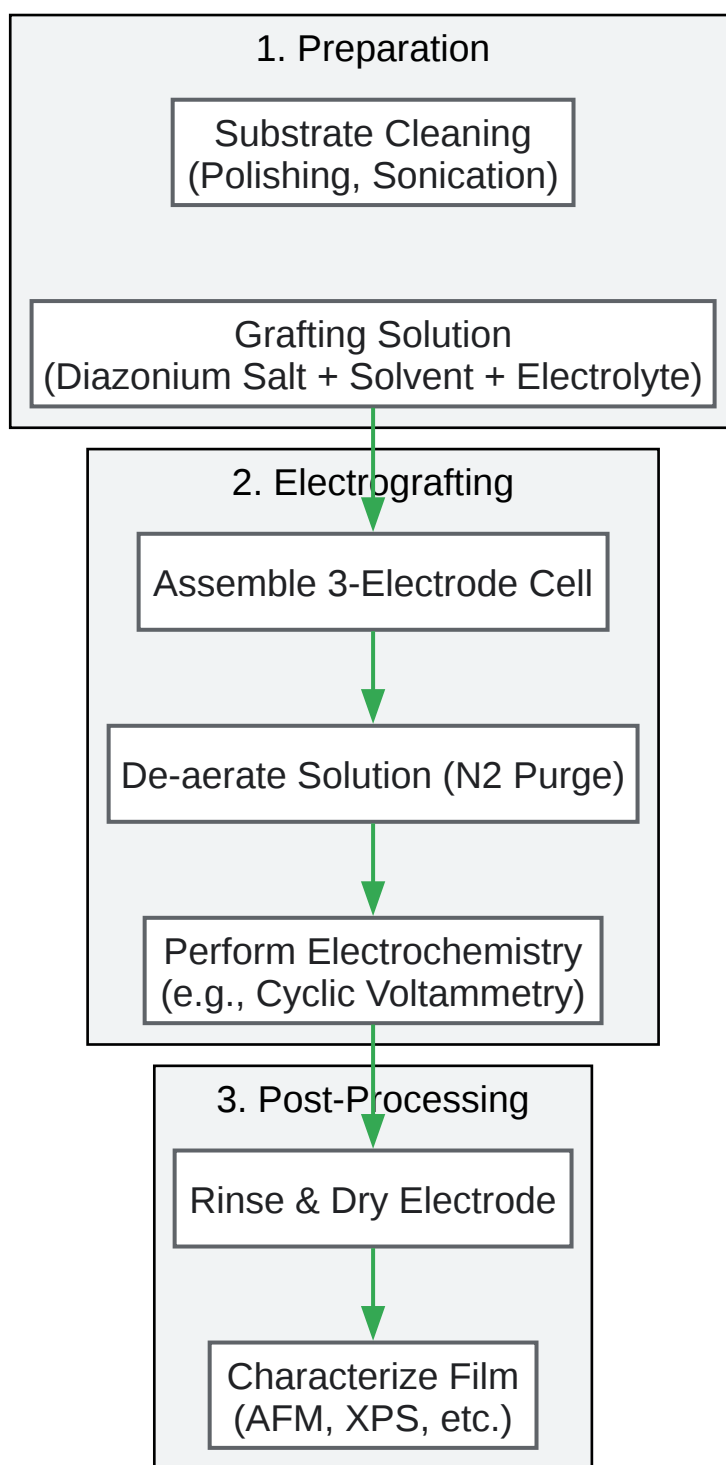 1. Preparation
Substrate Cleaning
(Polishing, Sonication)
Grafting Solution
(Diazonium Salt + Solvent + Electrolyte)
2. Electrografting
Assemble 3-Electrode Cell
De-aerate Solution (N2 Purge)
Perform Electrochemistry
(e.g., Cyclic Voltammetry)
3. Post-Processing
Rinse & Dry Electrode
Characterize Film
(AFM, XPS, etc.)